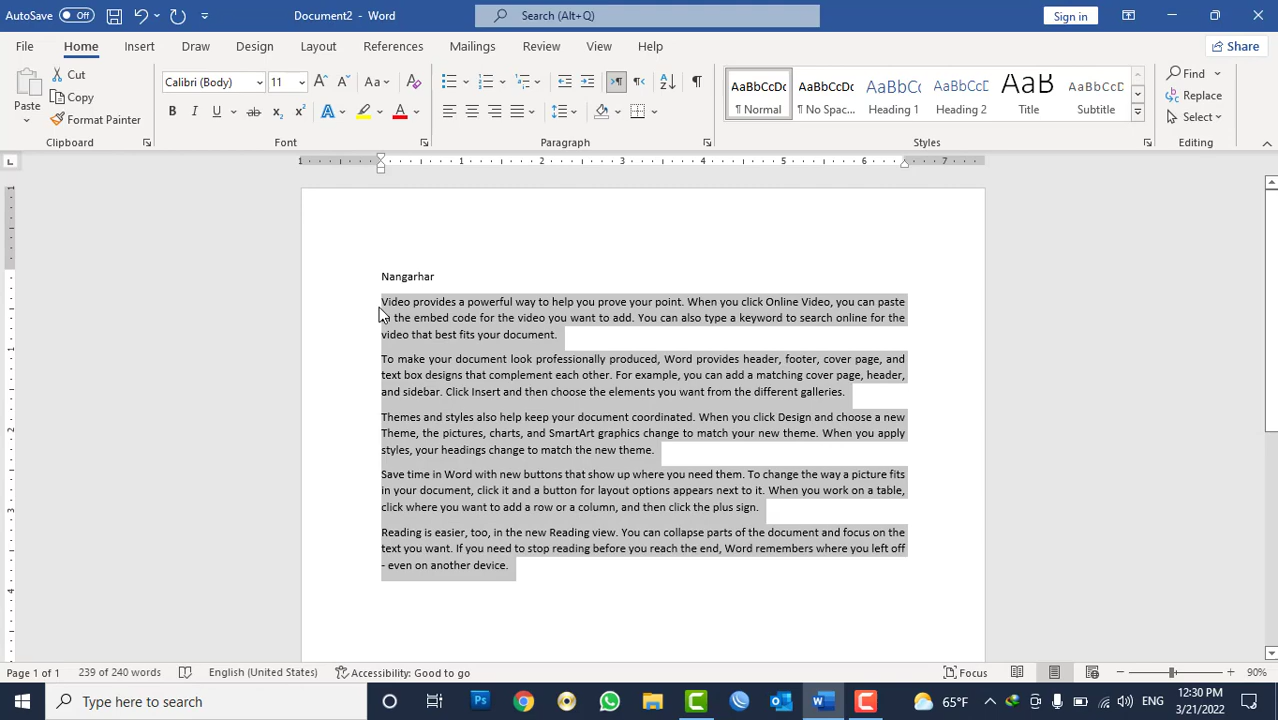 AutoSave Off Document2 - Word Search (Alt+Q) Sign in
File Home Insert Draw Design Layout References Mailings Review View Help Share
Paste Cut Copy Format Painter Clipboard
Calibri (Body) 11 Font
Paragraph
AaBbCcDc ¶ Normal AaBbCcDc ¶ No Spac... AaBbCc Heading 1 AaBbCcD Heading 2 AaB Title AaBbCcD Subtitle Styles
Find Replace Select Editing
1 1 2 3 4 5 6 7
Nangarhar
Video provides a powerful way to help you prove your point. When you click Online Video, you can paste
the embed code for the video you want to add. You can also type a keyword to search online for the
video that best fits your document.
To make your document look professionally produced, Word provides header, footer, cover page, and
text box designs that complement each other. For example, you can add a matching cover page, header,
and sidebar. Click Insert and then choose the elements you want from the different galleries.
Themes and styles also help keep your document coordinated. When you click Design and choose a new
Theme, the pictures, charts, and SmartArt graphics change to match your new theme. When you apply
styles, your headings change to match the new theme.
Save time in Word with new buttons that show up where you need them. To change the way a picture fits
in your document, click it and a button for layout options appears next to it. When you work on a table,
click where you want to add a row or a column, and then click the plus sign.
Reading is easier, too, in the new Reading view. You can collapse parts of the document and focus on the
text you want. If you need to stop reading before you reach the end, Word remembers where you left off
- even on another device.
Page 1 of 1 239 of 240 words English (United States) Accessibility: Good to go Focus 90%
Type here to search 65°F ENG 12:30 PM
3/21/2022